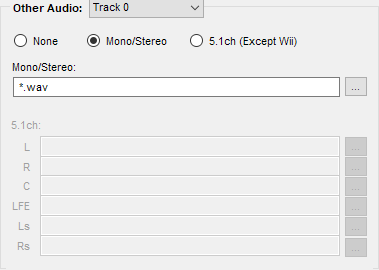 Other Audio: Track 0
None Mono/Stereo 5.1ch (Except Wii)
Mono/Stereo:
*.wav ...
5.1ch:
L ...
R ...
C ...
LFE ...
Ls ...
Rs ...